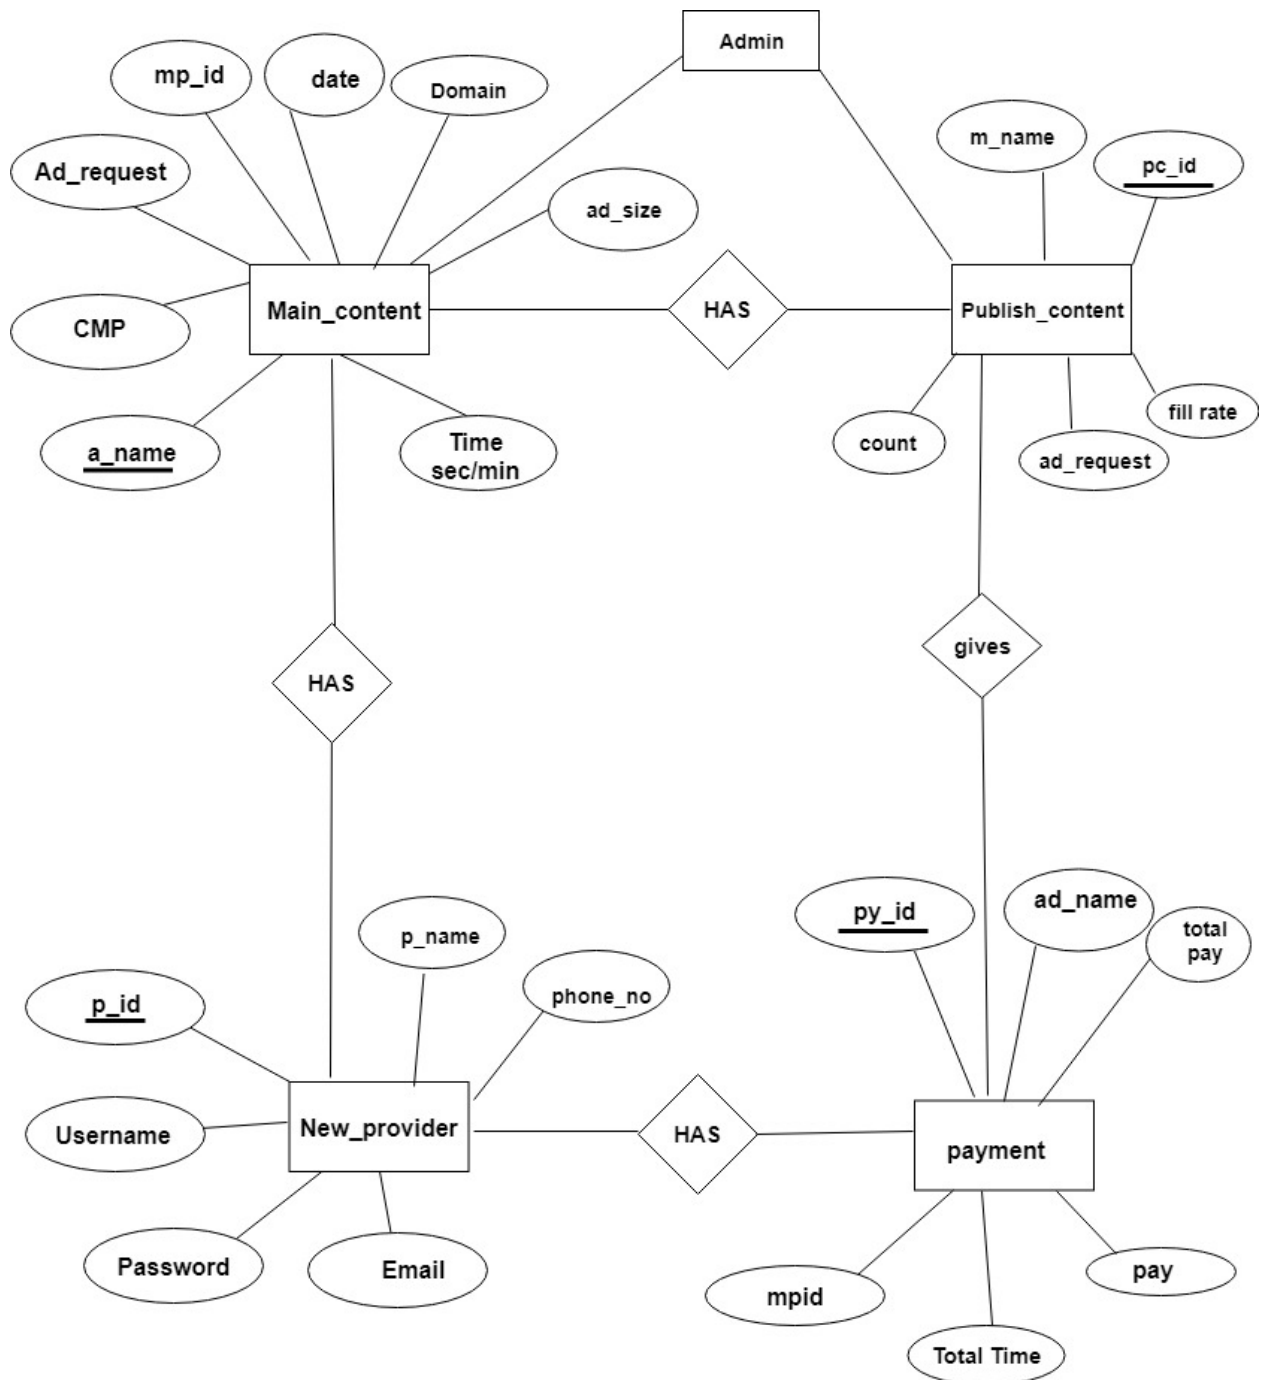 Admin
mp_id
date
Domain
m_name
pc_id
Ad_request
ad_size
Main_content
HAS
Publish_content
CMP
a_name
Time
sec/min
count
ad_request
fill rate
HAS
gives
py_id
ad_name
total
pay
p_name
phone_no
p_id
Username
New_provider
HAS
payment
Password
Email
mpid
pay
Total Time